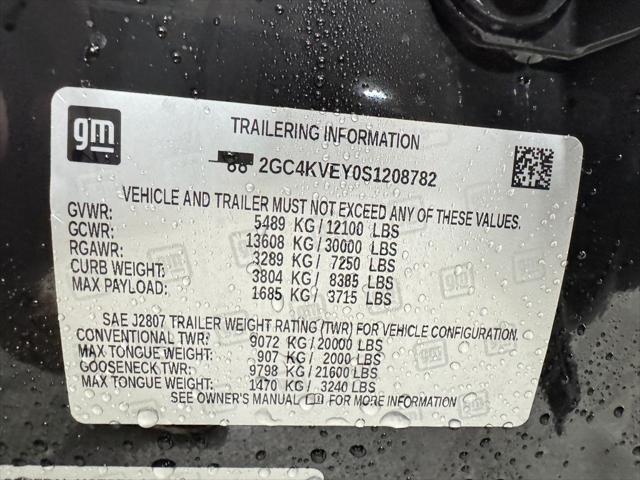 gm
TRAILERING INFORMATION
88 2GC4KVEY0S1208782
VEHICLE AND TRAILER MUST NOT EXCEED ANY OF THESE VALUES.
GVWR: 5489 KG / 12100 LBS
GCWR: 13608 KG / 30000 LBS
RGAWR: 3289 KG / 7250 LBS
CURB WEIGHT: 3804 KG / 8385 LBS
MAX PAYLOAD: 1685 KG / 3715 LBS
SAE J2807 TRAILER WEIGHT RATING (TWR) FOR VEHICLE CONFIGURATION.
CONVENTIONAL TWR: 9072 KG / 20000 LBS
MAX TONGUE WEIGHT: 907 KG / 2000 LBS
GOOSENECK TWR: 9798 KG / 21600 LBS
MAX TONGUE WEIGHT: 1470 KG / 3240 LBS
SEE OWNER'S MANUAL FOR MORE INFORMATION